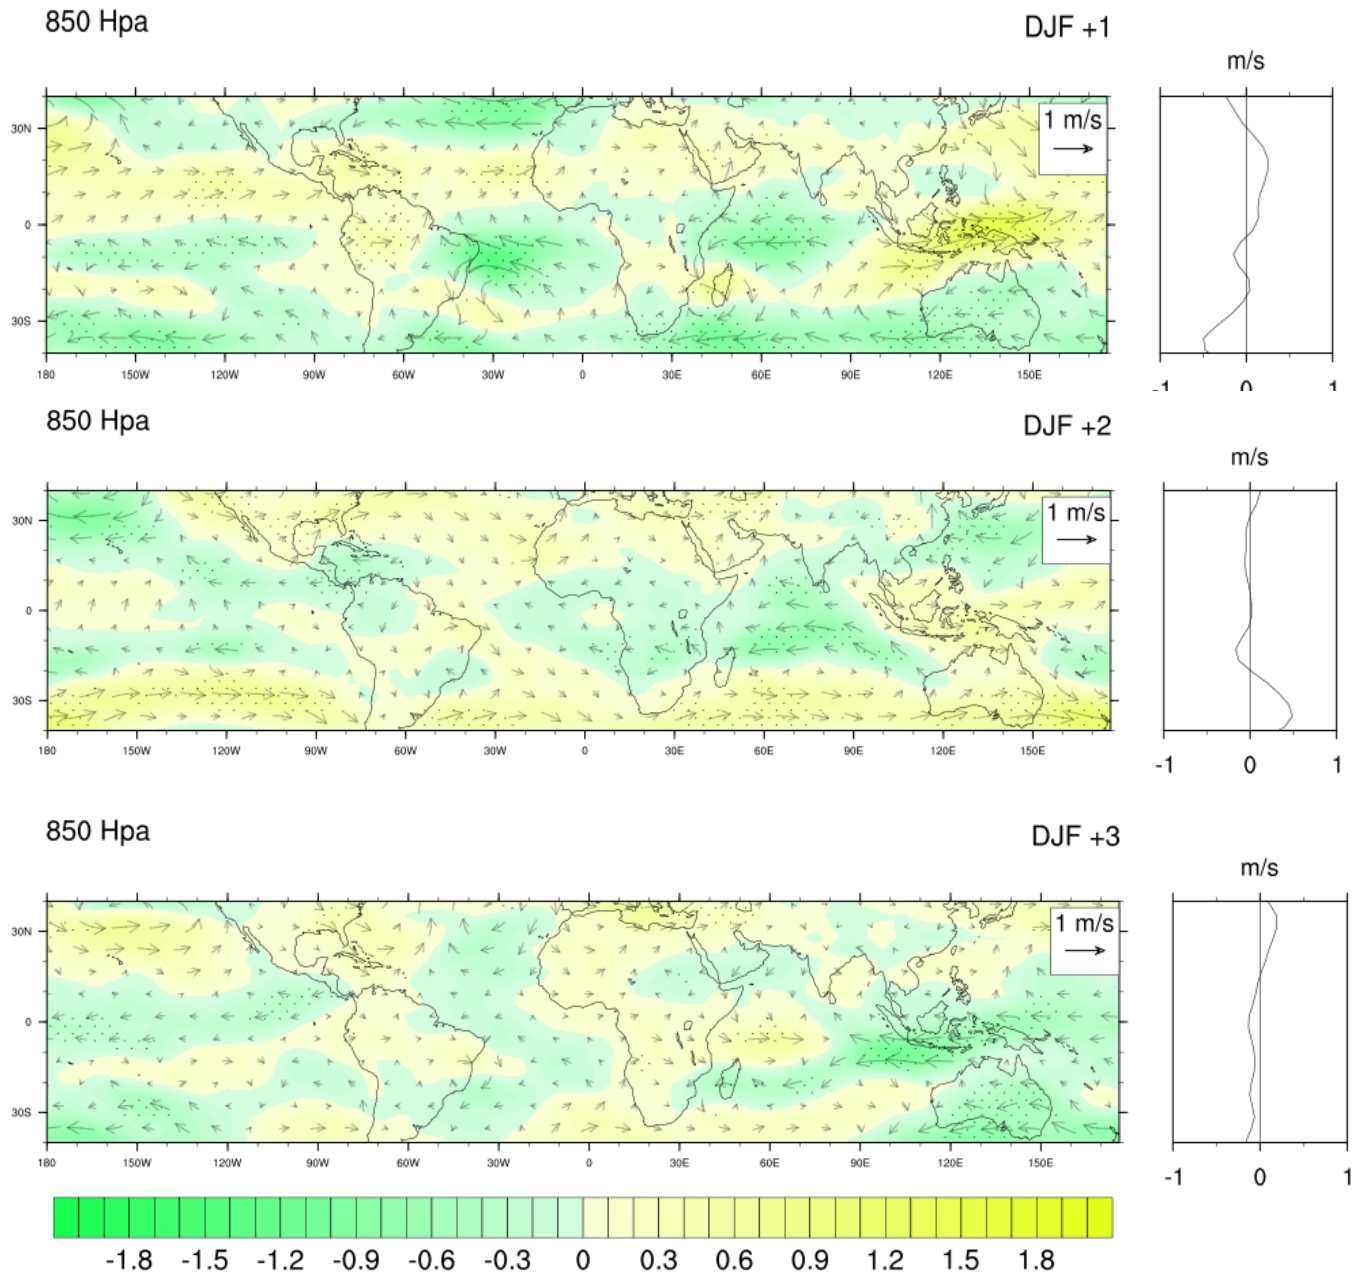 850 Hpa DJF +1
m/s
1 m/s
30N
0
30S
180 150W 120W 90W 60W 30W 0 30E 60E 90E 120E 150E
-1 0 1
850 Hpa DJF +2
m/s
1 m/s
30N
0
30S
180 150W 120W 90W 60W 30W 0 30E 60E 90E 120E 150E
-1 0 1
850 Hpa DJF +3
m/s
1 m/s
30N
0
30S
180 150W 120W 90W 60W 30W 0 30E 60E 90E 120E 150E
-1 0 1
-1.8 -1.5 -1.2 -0.9 -0.6 -0.3 0 0.3 0.6 0.9 1.2 1.5 1.8